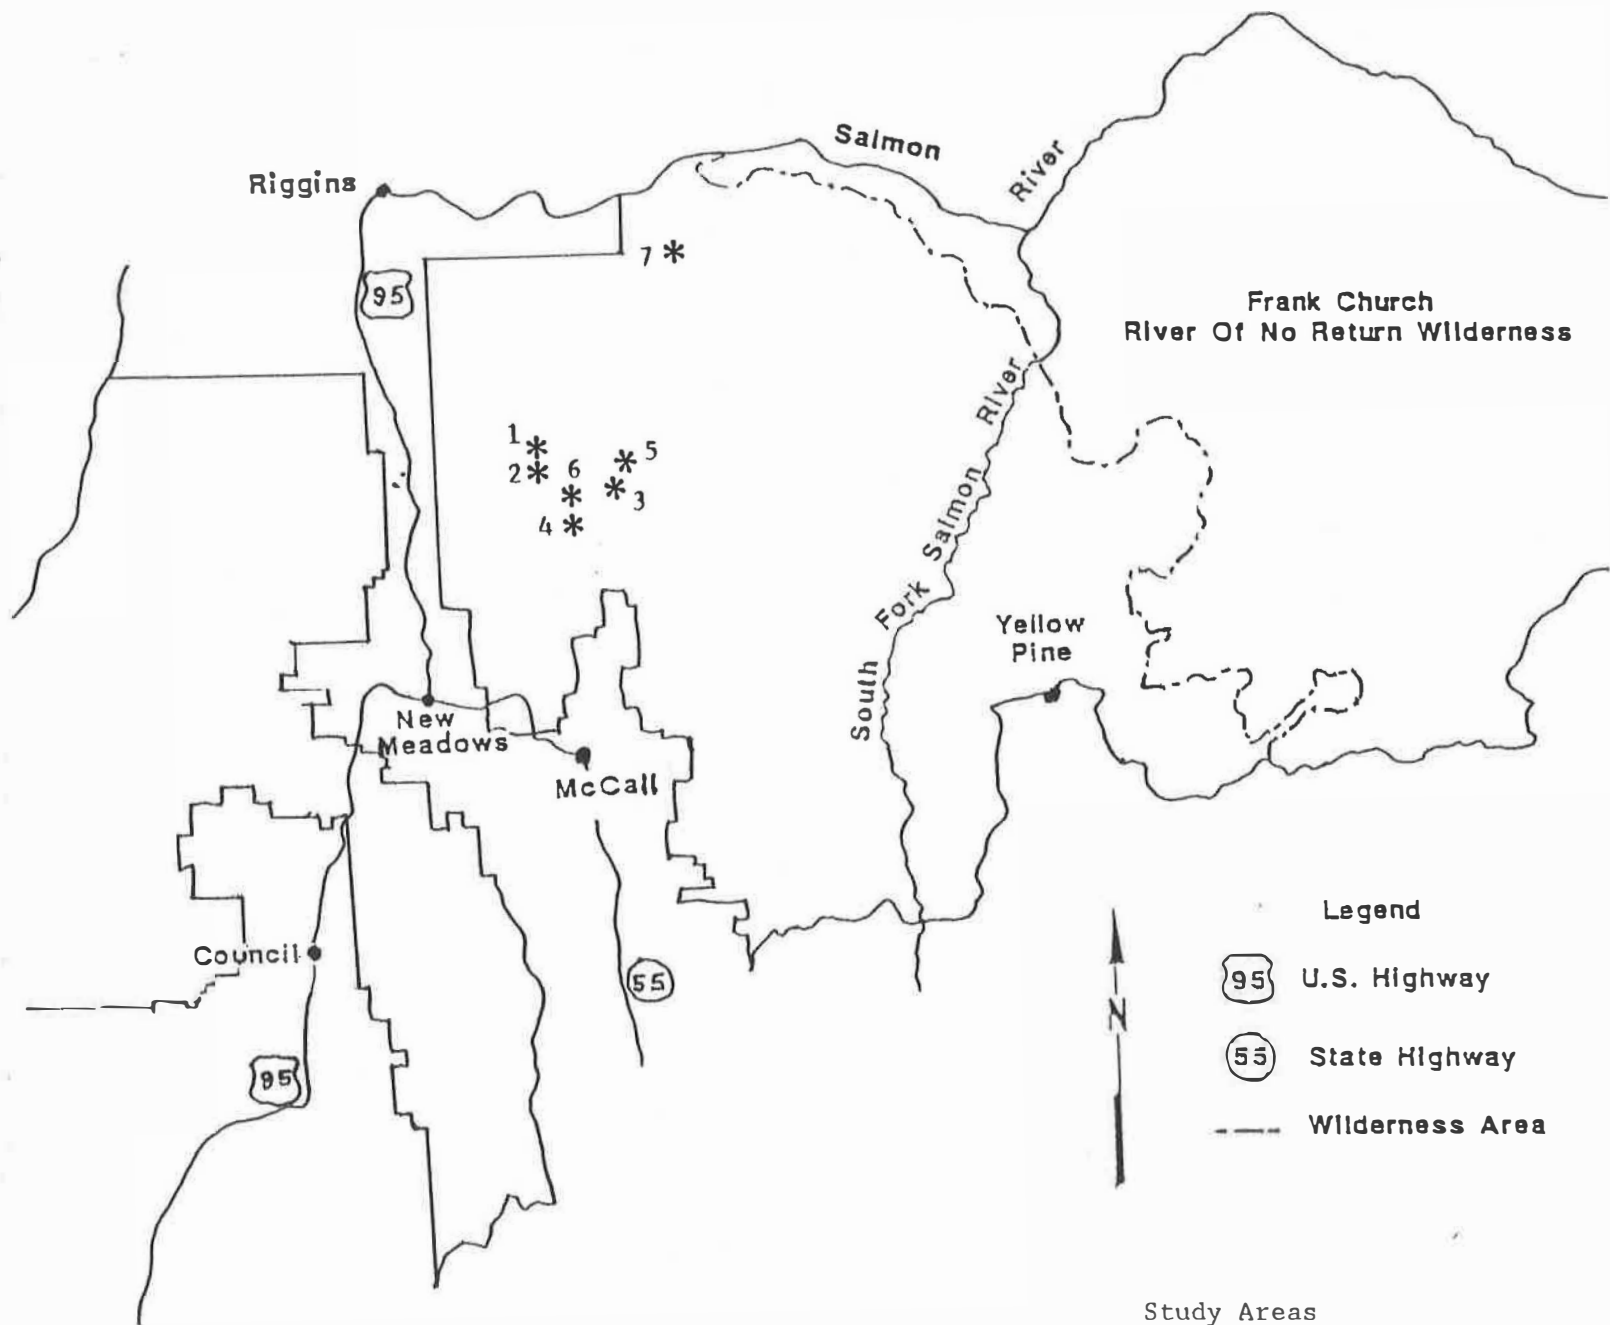 Salmon
River
Riggins
7 *
95
Frank Church
River Of No Return Wilderness
River
1 *
* 5
2 *
6
*
* 3
4 *
Salmon
Fork
South
Yellow
Pine
New
Meadows
McCall
Council
55
95
N
Legend
95 U.S. Highway
55 State Highway
Wilderness Area
Study Areas